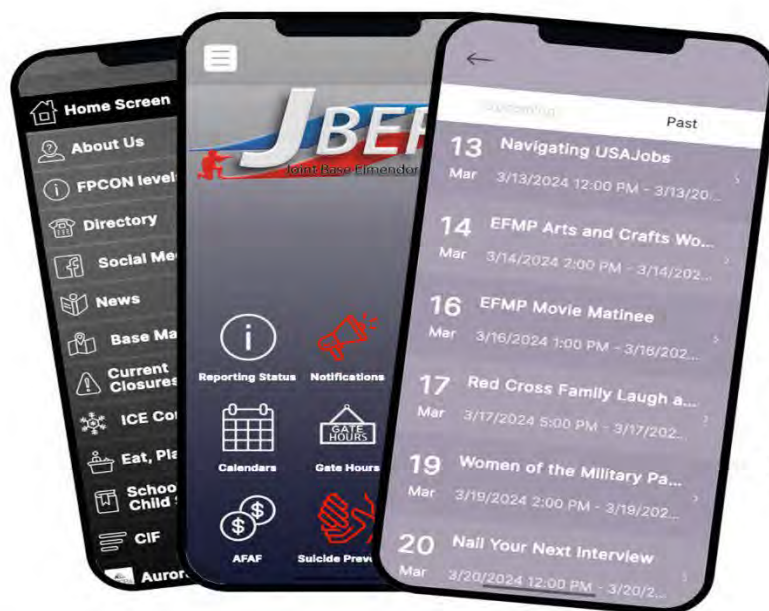 Home Screen
About Us
FPCON levels
Directory
Social Me
News
Base Ma
Current
Closures
ICE Co
Eat, Pla
Schoo
Child
CIF
Auror
JBER
Joint Base Elmendor
Reporting Status
Notifications
Calendars
GATE
HOURS
Gate Hours
AFAF
Suicide Preve
Upcoming
Past
13
Mar
Navigating USAJobs
3/13/2024 12:00 PM - 3/13/20...
14
Mar
EFMP Arts and Crafts Wo...
3/14/2024 2:00 PM - 3/14/202...
16
Mar
EFMP Movie Matinee
3/16/2024 1:00 PM - 3/16/202...
17
Mar
Red Cross Family Laugh a...
3/17/2024 5:00 PM - 3/17/202...
19
Mar
Women of the Military Pa...
3/19/2024 2:00 PM - 3/19/202...
20
Mar
Nail Your Next Interview
3/20/2024 12:00 PM - 3/20/2...